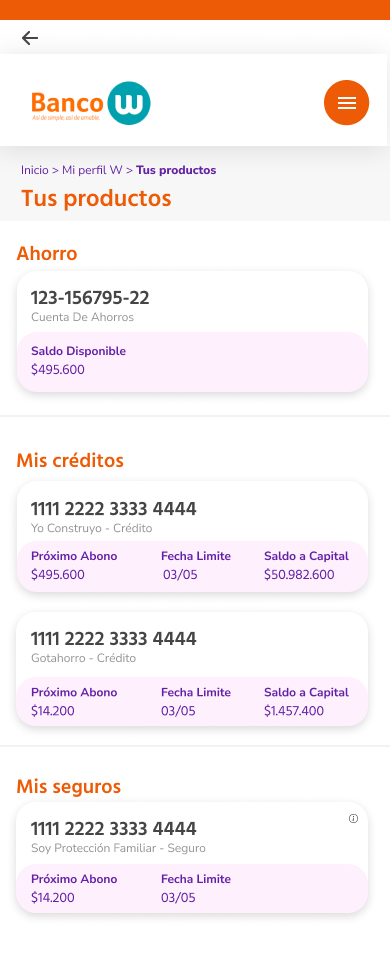 Banco W
Así de simple, así de amable.
Inicio > Mi perfil W > Tus productos
Tus productos
Ahorro
123-156795-22
Cuenta De Ahorros
Saldo Disponible
$495.600
Mis créditos
1111 2222 3333 4444
Yo Construyo - Crédito
Próximo Abono Fecha Limite Saldo a Capital
$495.600 03/05 $50.982.600
1111 2222 3333 4444
Gotahorro - Crédito
Próximo Abono Fecha Limite Saldo a Capital
$14.200 03/05 $1.457.400
Mis seguros
1111 2222 3333 4444
Soy Protección Familiar - Seguro
Próximo Abono Fecha Limite
$14.200 03/05